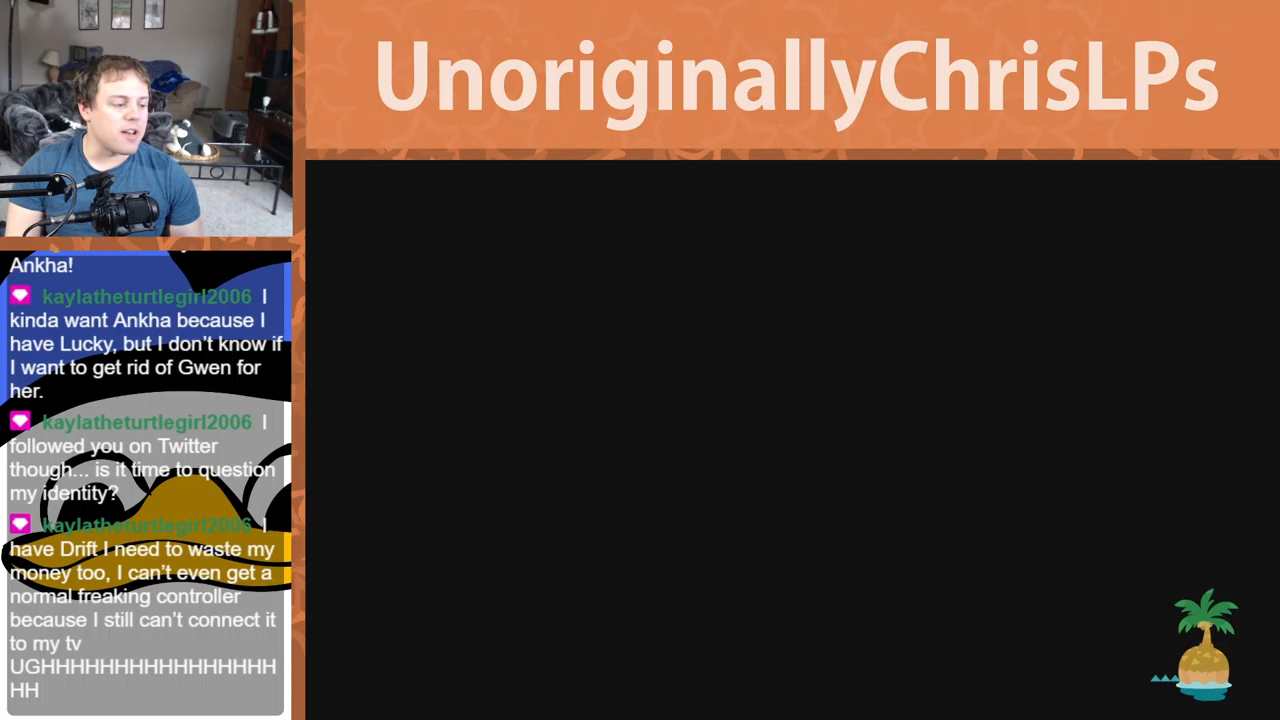 UnoriginallyChrisLPs
Ankha!
kaylatheturtlegirl2006 I
kinda want Ankha because I
have Lucky, but I don't know if
I want to get rid of Gwen for
her.
kaylatheturtlegirl2006 I
followed you on Twitter
though... is it time to question
my identity?
kaylatheturtlegirl2006 I
have Drift I need to waste my
money too, I can't even get a
normal freaking controller
because I still can't connect it
to my tv
UGHHHHHHHHHHHHHHHH
HH